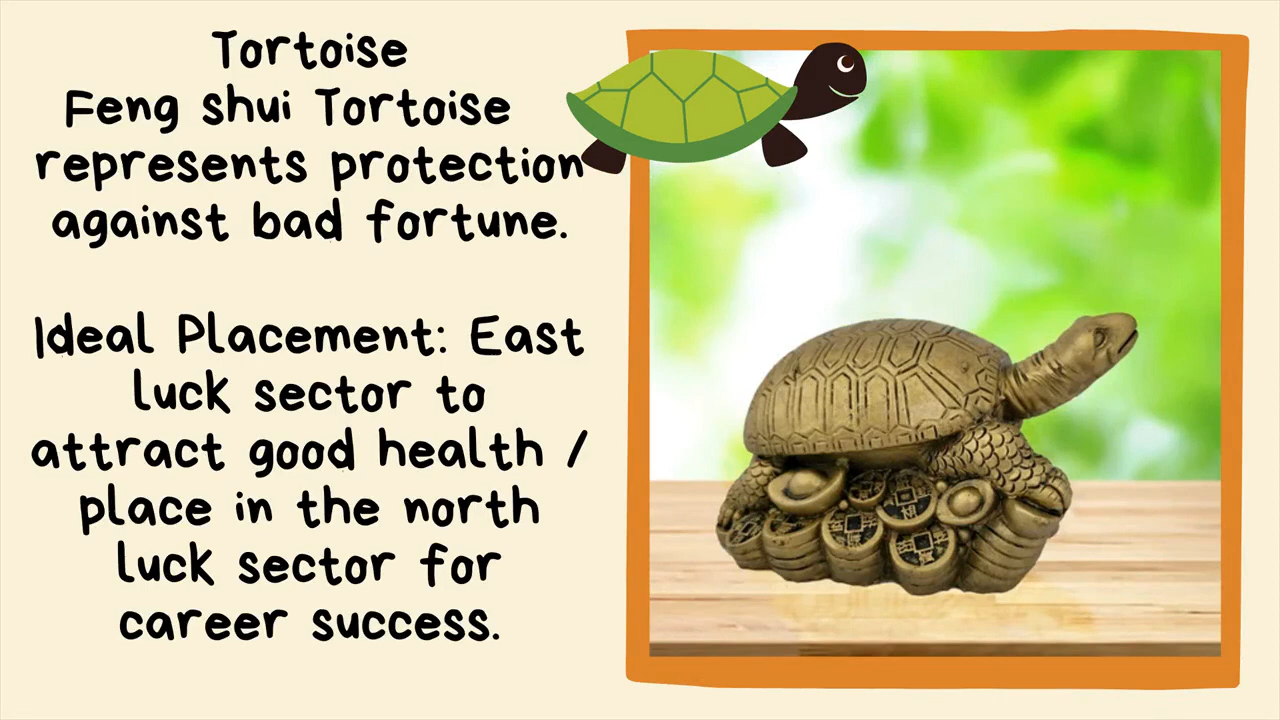 Tortoise
Feng shui Tortoise
represents protection
against bad fortune.
Ideal Placement: East
luck sector to
attract good health /
place in the north
luck sector for
career success.